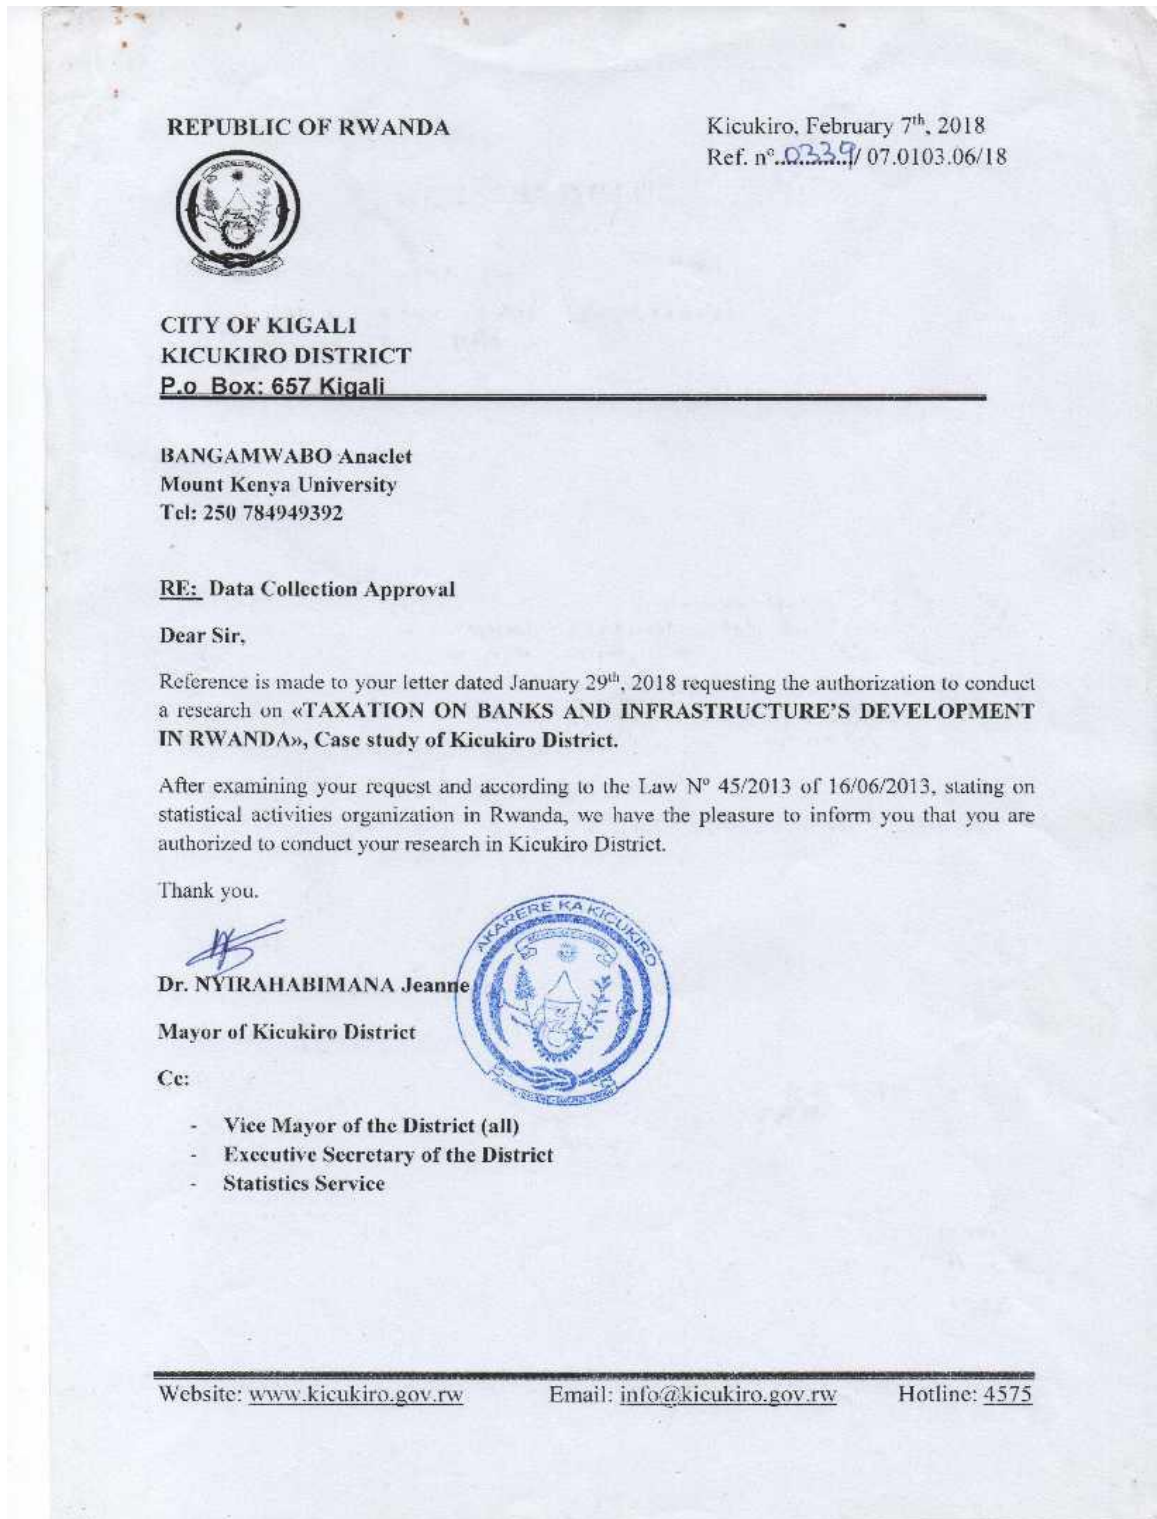 REPUBLIC OF RWANDA
Kicukiro, February 7th, 2018
Ref. nº..0339/ 07.0103.06/18
CITY OF KIGALI
KICUKIRO DISTRICT
P.o Box: 657 Kigali
BANGAMWABO Anaclet
Mount Kenya University
Tel: 250 784949392
RE: Data Collection Approval
Dear Sir,
Reference is made to your letter dated January 29th, 2018 requesting the authorization to conduct
a research on «TAXATION ON BANKS AND INFRASTRUCTURE’S DEVELOPMENT
IN RWANDA», Case study of Kicukiro District.
After examining your request and according to the Law Nº 45/2013 of 16/06/2013, stating on
statistical activities organization in Rwanda, we have the pleasure to inform you that you are
authorized to conduct your research in Kicukiro District.
Thank you.
AKARERE KA KICUKIRO
Dr. NYIRAHABIMANA Jeanne
Mayor of Kicukiro District
Cc:
- Vice Mayor of the District (all)
- Executive Secretary of the District
- Statistics Service
Website: www.kicukiro.gov.rw Email: info@kicukiro.gov.rw Hotline: 4575